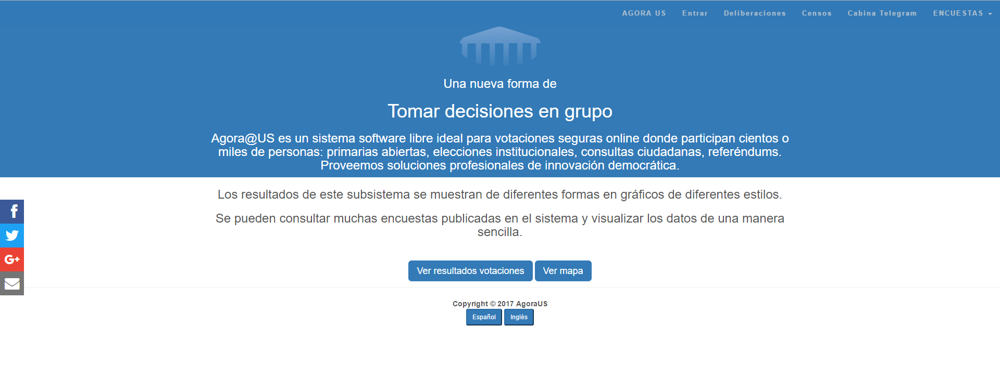 AGORA US Entrar Deliberaciones Censos Cabina Telegram ENCUESTAS
Una nueva forma de
Tomar decisiones en grupo
Agora@US es un sistema software libre ideal para votaciones seguras online donde participan cientos o
miles de personas: primarias abiertas, elecciones institucionales, consultas ciudadanas, referéndums.
Proveemos soluciones profesionales de innovación democrática.
Los resultados de este subsistema se muestran de diferentes formas en gráficos de diferentes estilos.
Se pueden consultar muchas encuestas publicadas en el sistema y visualizar los datos de una manera
sencilla.
Ver resultados votaciones Ver mapa
Copyright © 2017 AgoraUS
Español Inglés